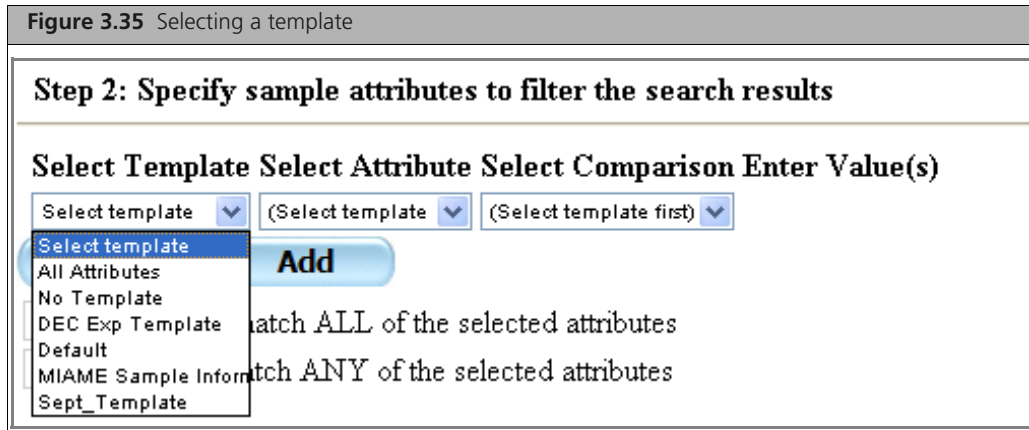 Figure 3.35 Selecting a template
Step 2: Specify sample attributes to filter the search results
Select Template Select Attribute Select Comparison Enter Value(s)
Select template (Select template (Select template first)
Select template
All Attributes
No Template
DEC Exp Template
Default
MIAME Sample Inform
Sept_Template
Add
atch ALL of the selected attributes
tch ANY of the selected attributes